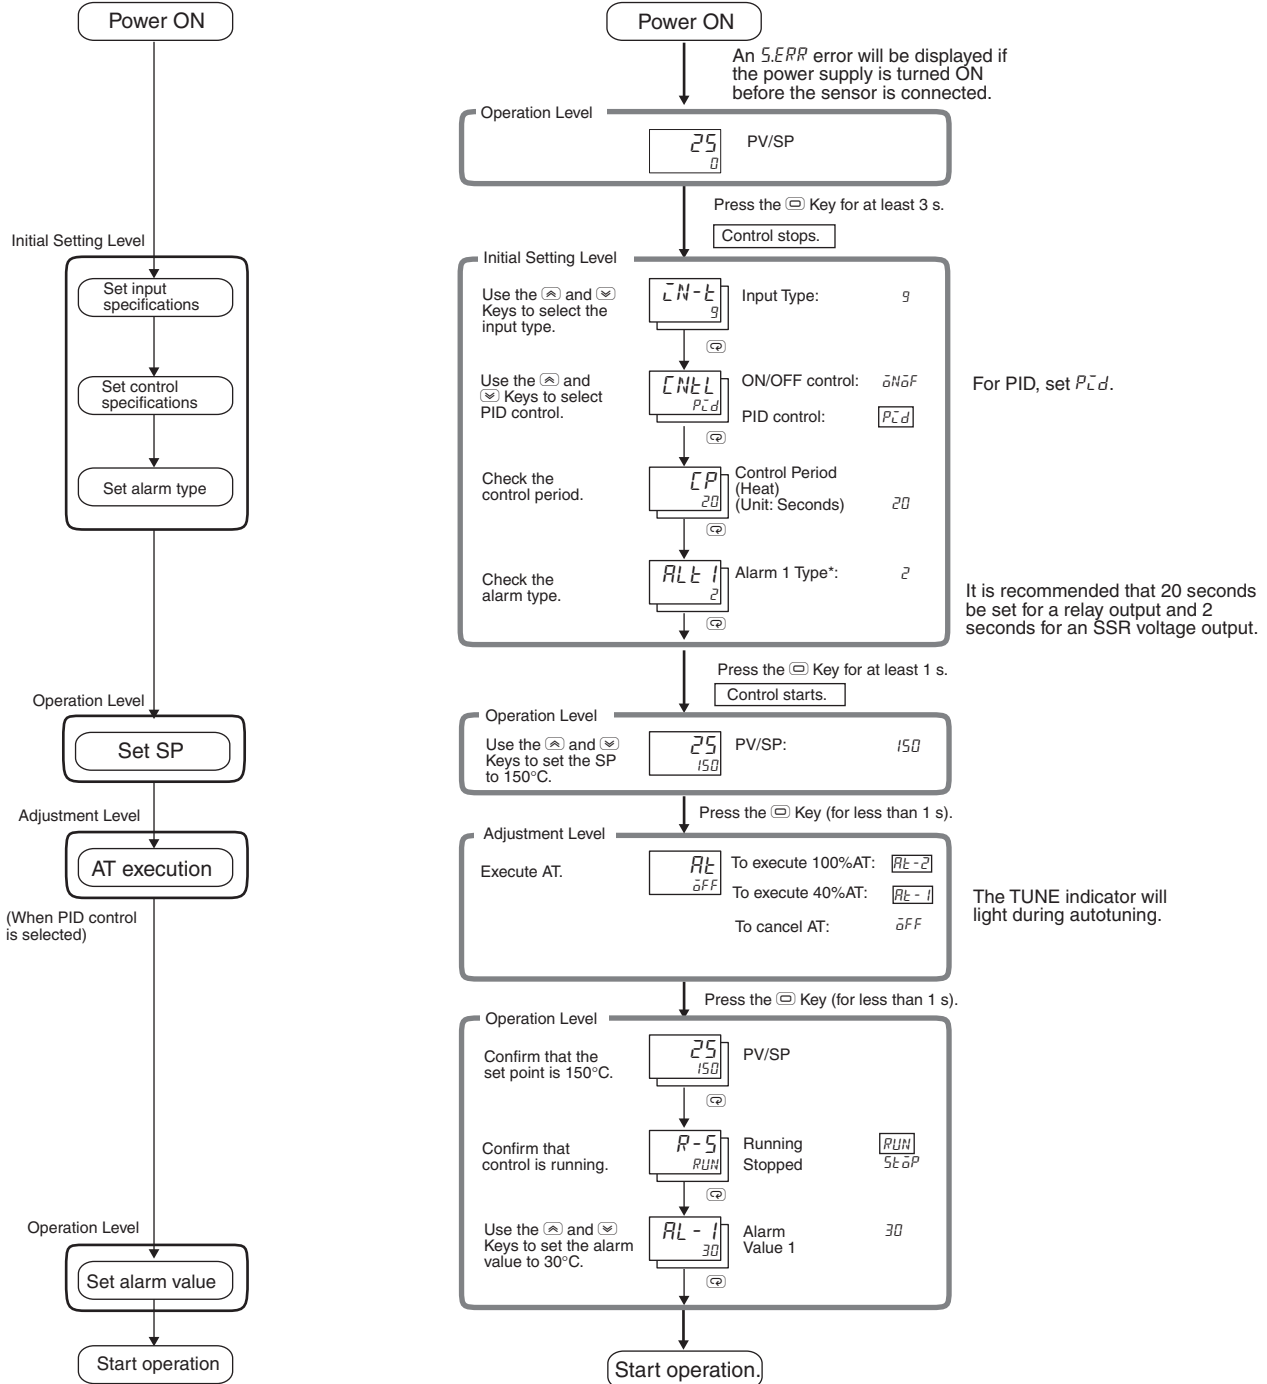 Power ON
Initial Setting Level
Set input
specifications
Set control
specifications
Set alarm type
Operation Level
Set SP
Adjustment Level
AT execution
(When PID control
is selected)
Operation Level
Set alarm value
Start operation
Power ON
An S.ERR error will be displayed if
the power supply is turned ON
before the sensor is connected.
Operation Level
25
0
PV/SP
Press the Key for at least 3 s.
Control stops.
Initial Setting Level
Use the and
Keys to select the
input type.
iN-t
9
Input Type: 9
Use the and
Keys to select
PID control.
CNtL
Pid
ON/OFF control: oNoF
PID control: Pid
For PID, set Pid.
Check the
control period.
CP
20
Control Period
(Heat)
(Unit: Seconds) 20
Check the
alarm type.
ALt1
2
Alarm 1 Type*: 2
It is recommended that 20 seconds
be set for a relay output and 2
seconds for an SSR voltage output.
Press the Key for at least 1 s.
Control starts.
Operation Level
Use the and
Keys to set the SP
to 150°C.
25
150
PV/SP: 150
Press the Key (for less than 1 s).
Adjustment Level
Execute AT.
At
oFF
To execute 100%AT: At-2
To execute 40%AT: At-1
To cancel AT: oFF
The TUNE indicator will
light during autotuning.
Press the Key (for less than 1 s).
Operation Level
Confirm that the
set point is 150°C.
25
150
PV/SP
Confirm that
control is running.
R-S
RUN
Running RUN
Stopped StoP
Use the and
Keys to set the alarm
value to 30°C.
AL-1
30
Alarm
Value 1
30
Start operation.